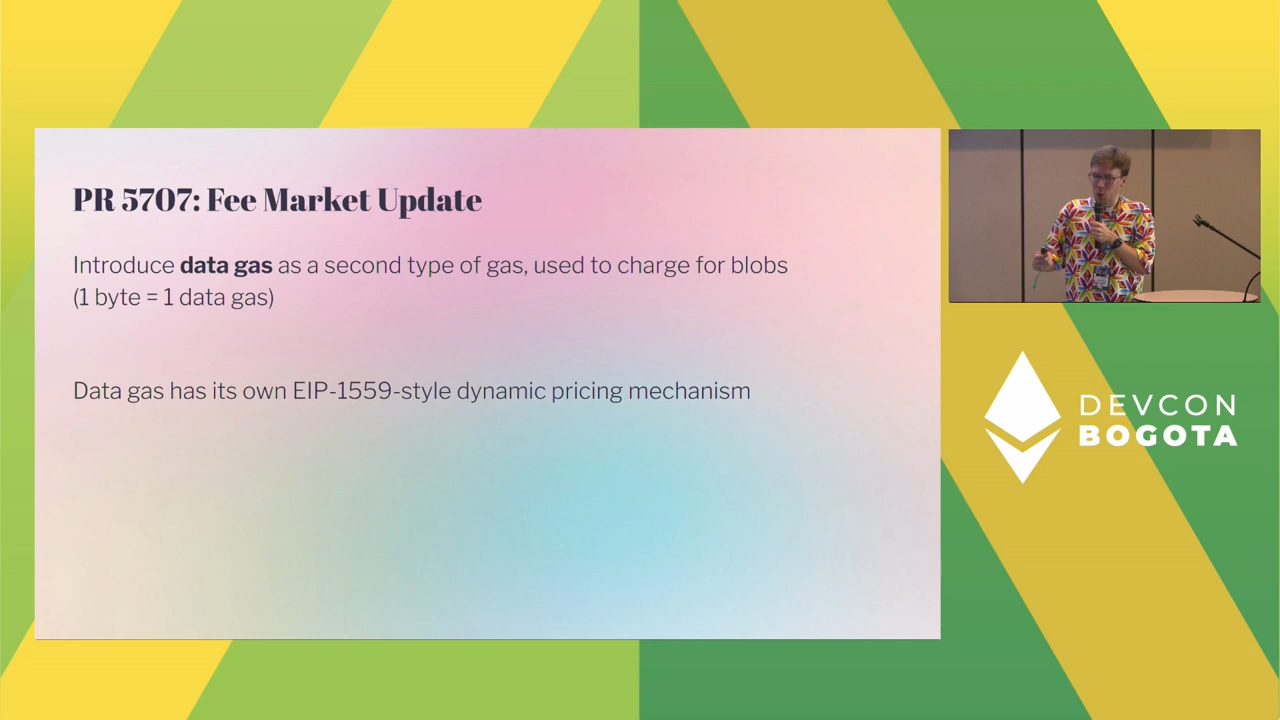 PR 5707: Fee Market Update
Introduce data gas as a second type of gas, used to charge for blobs
(1 byte = 1 data gas)
Data gas has its own EIP-1559-style dynamic pricing mechanism
DEVCON
BOGOTA